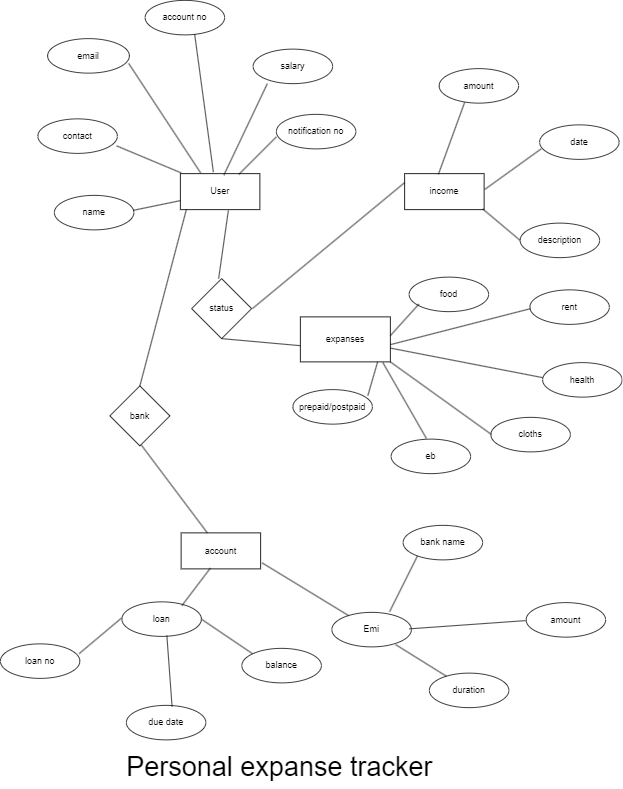 account no
email
salary
amount
contact
notification no
date
User
income
name
description
food
status
rent
expanses
health
prepaid/postpaid
bank
cloths
eb
bank name
account
loan
Emi
amount
loan no
balance
duration
due date
Personal expanse tracker